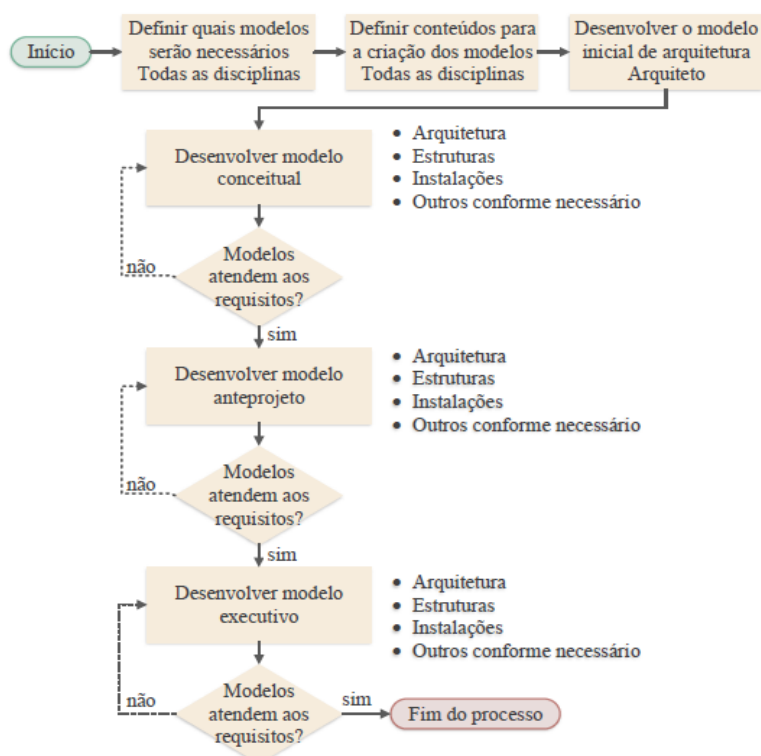 Início
Definir quais modelos
serão necessários
Todas as disciplinas
Definir conteúdos para
a criação dos modelos
Todas as disciplinas
Desenvolver o modelo
inicial de arquitetura
Arquiteto
Desenvolver modelo
conceitual
• Arquitetura
• Estruturas
• Instalações
• Outros conforme necessário
não
Modelos
atendem aos
requisitos?
sim
Desenvolver modelo
anteprojeto
• Arquitetura
• Estruturas
• Instalações
• Outros conforme necessário
não
Modelos
atendem aos
requisitos?
sim
Desenvolver modelo
executivo
• Arquitetura
• Estruturas
• Instalações
• Outros conforme necessário
não
Modelos
atendem aos
requisitos?
sim
Fim do processo